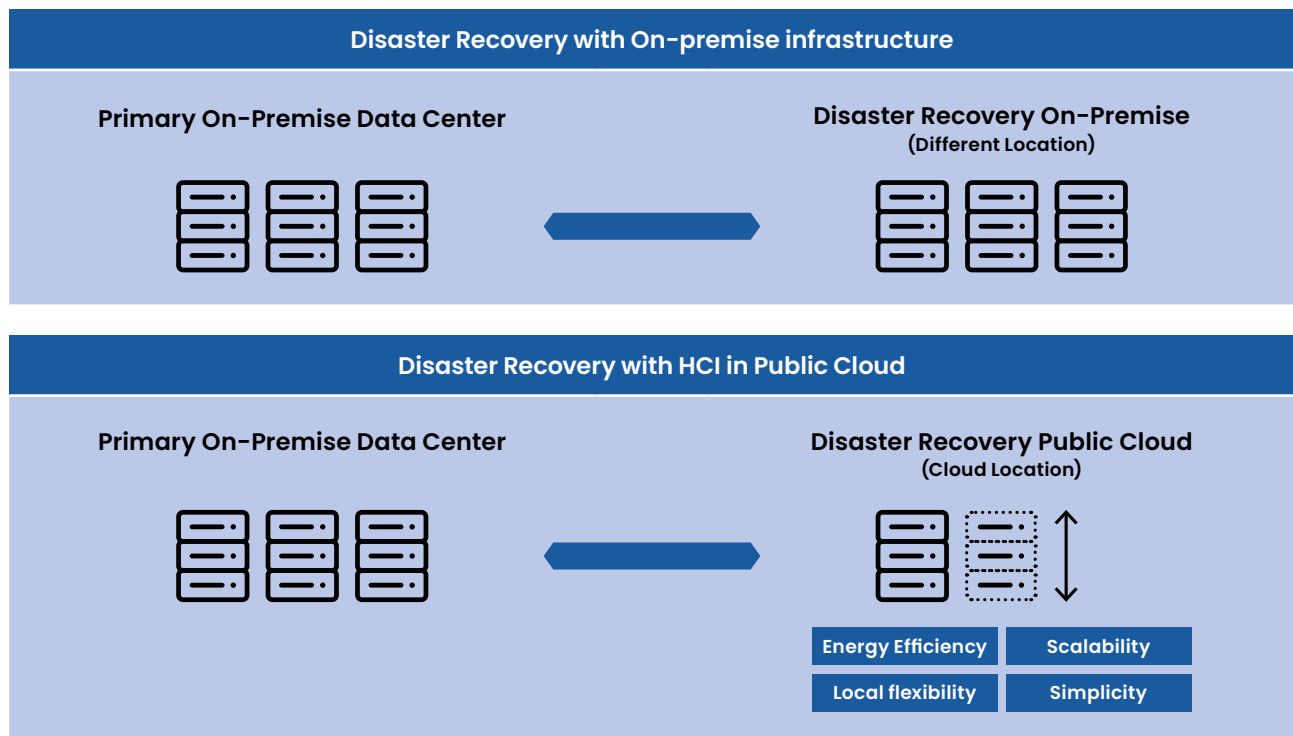 Disaster Recovery with On-premise infrastructure
Primary On-Premise Data Center
Disaster Recovery On-Premise
(Different Location)
Disaster Recovery with HCI in Public Cloud
Primary On-Premise Data Center
Disaster Recovery Public Cloud
(Cloud Location)
Energy Efficiency
Scalability
Local flexibility
Simplicity